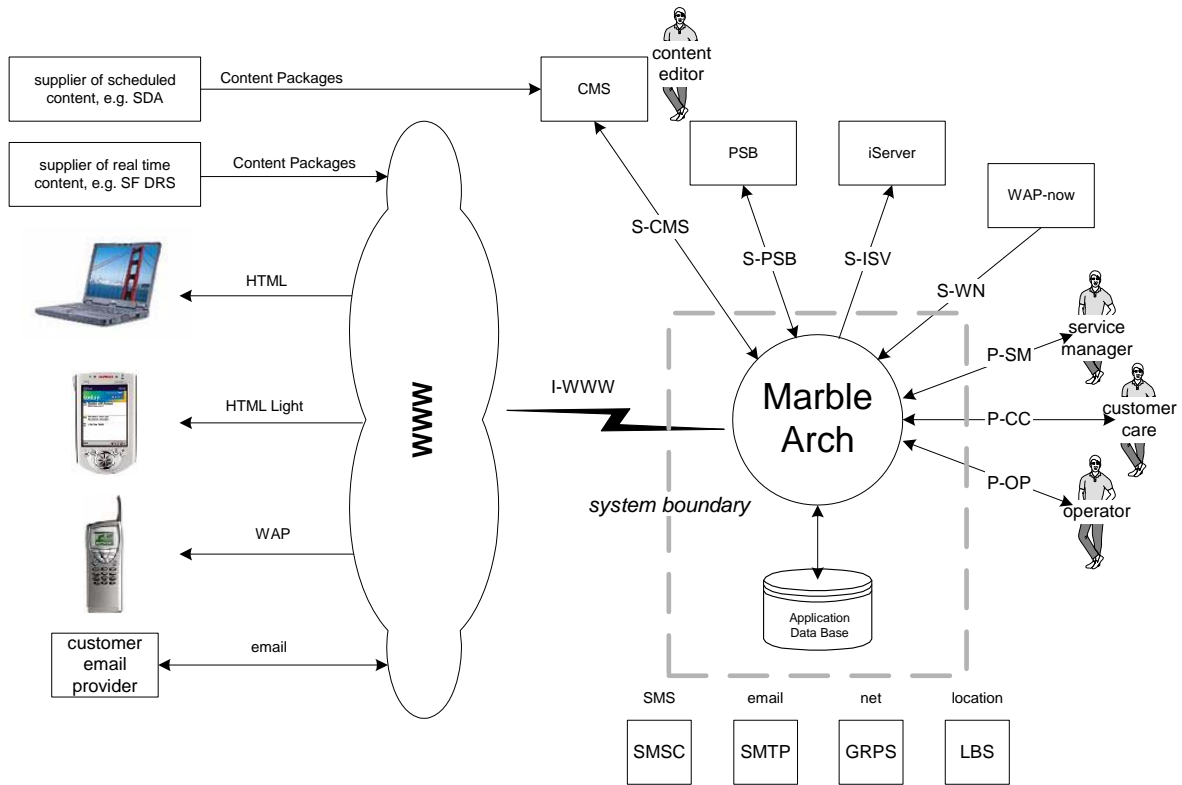 content
editor
supplier of scheduled
content, e.g. SDA
Content Packages
CMS
supplier of real time
content, e.g. SF DRS
Content Packages
PSB
iServer
WAP-now
S-CMS
S-PSB
S-ISV
S-WN
HTML
service
manager
P-SM
I-WWW
Marble
Arch
HTML Light
WWW
P-CC
customer
care
P-OP
operator
system boundary
WAP
Application
Data Base
customer
email
provider
email
SMS
email
net
location
SMSC
SMTP
GRPS
LBS